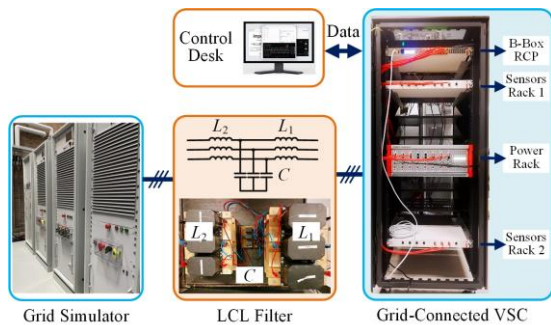 Control
Desk
Data
B-Box
RCP
Sensors
Rack 1
L₂ L₁
C
Power
Rack
L₂ L₁
C
Sensors
Rack 2
Grid Simulator
LCL Filter
Grid-Connected VSC